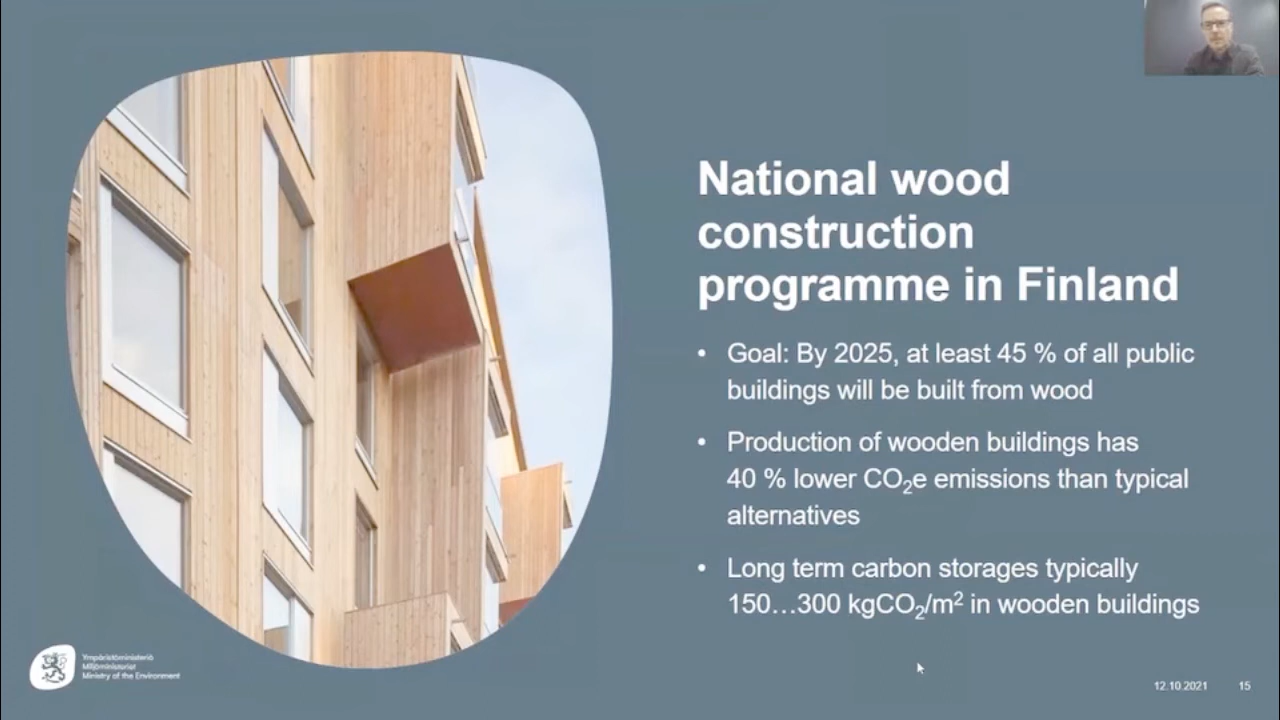 National wood
construction
programme in Finland
• Goal: By 2025, at least 45 % of all public
buildings will be built from wood
• Production of wooden buildings has
40 % lower CO₂e emissions than typical
alternatives
• Long term carbon storages typically
150…300 kgCO₂/m² in wooden buildings
Ympäristöministeriö
Miljöministeriet
Ministry of the Environment
12.10.2021 15